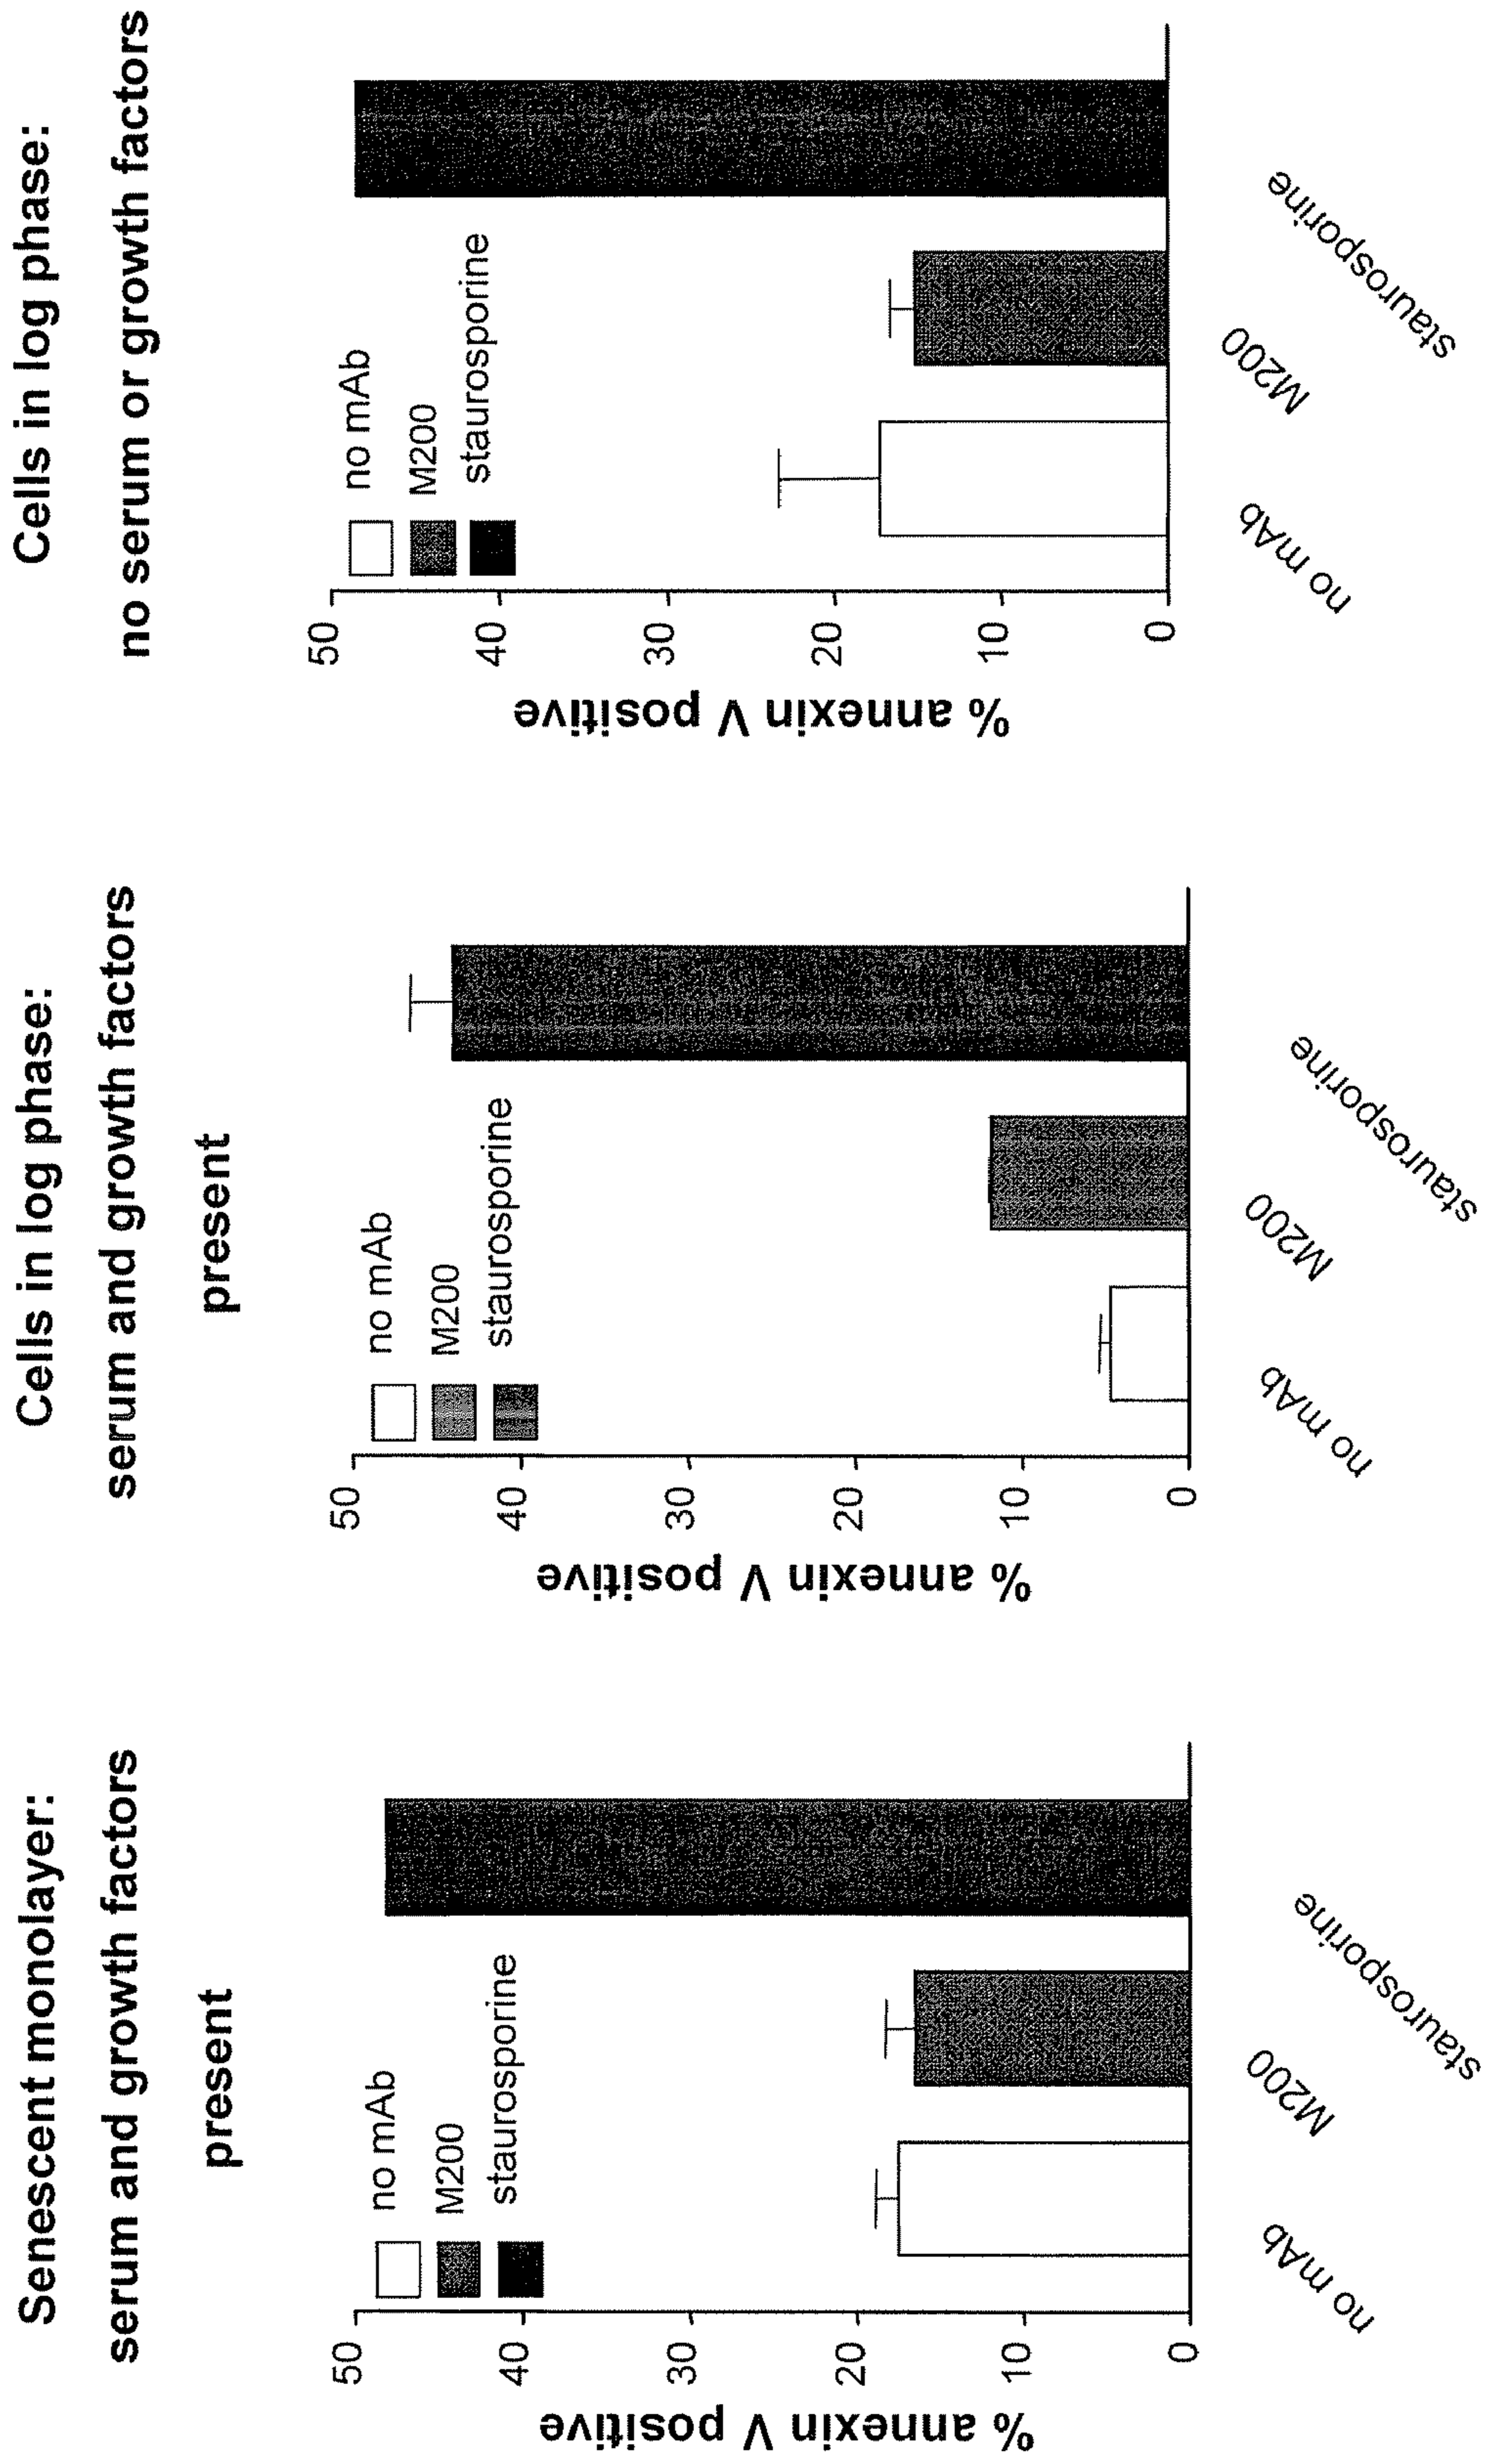 Senescent monolayer:
serum and growth factors
present
% annexin V positive
50
40
30
20
10
0
no mAb
M200
staurosporine
no mAb
M200
staurosporine
Cells in log phase:
serum and growth factors
present
% annexin V positive
50
40
30
20
10
0
no mAb
M200
staurosporine
no mAb
M200
staurosporine
Cells in log phase:
no serum or growth factors
% annexin V positive
50
40
30
20
10
0
no mAb
M200
staurosporine
no mAb
M200
staurosporine